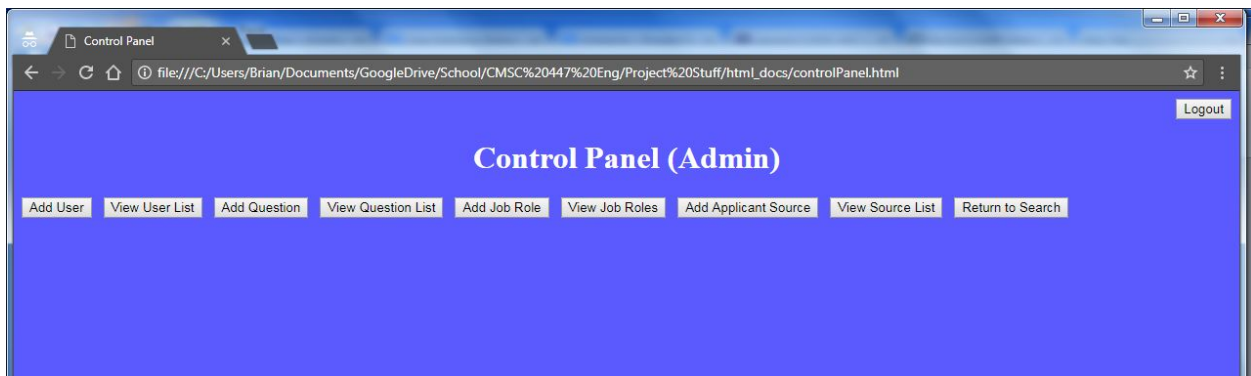 Control Panel
file:///C:/Users/Brian/Documents/GoogleDrive/School/CMSC%20447%20Eng/Project%20Stuff/html_docs/controlPanel.html
Logout
Control Panel (Admin)
Add User View User List Add Question View Question List Add Job Role View Job Roles Add Applicant Source View Source List Return to Search